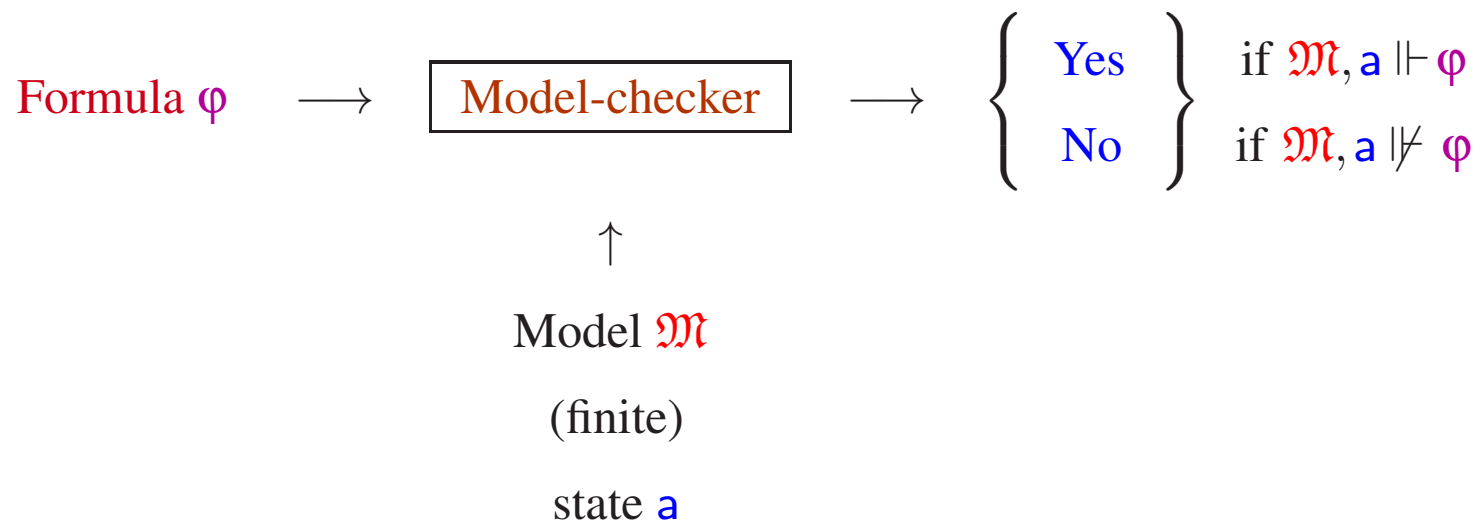 Formula φ ⟶ Model-checker ⟶ { Yes } if 𝔐, a ⊩ φ
{ No } if 𝔐, a ⊮ φ
↑
Model 𝔐
(finite)
state a